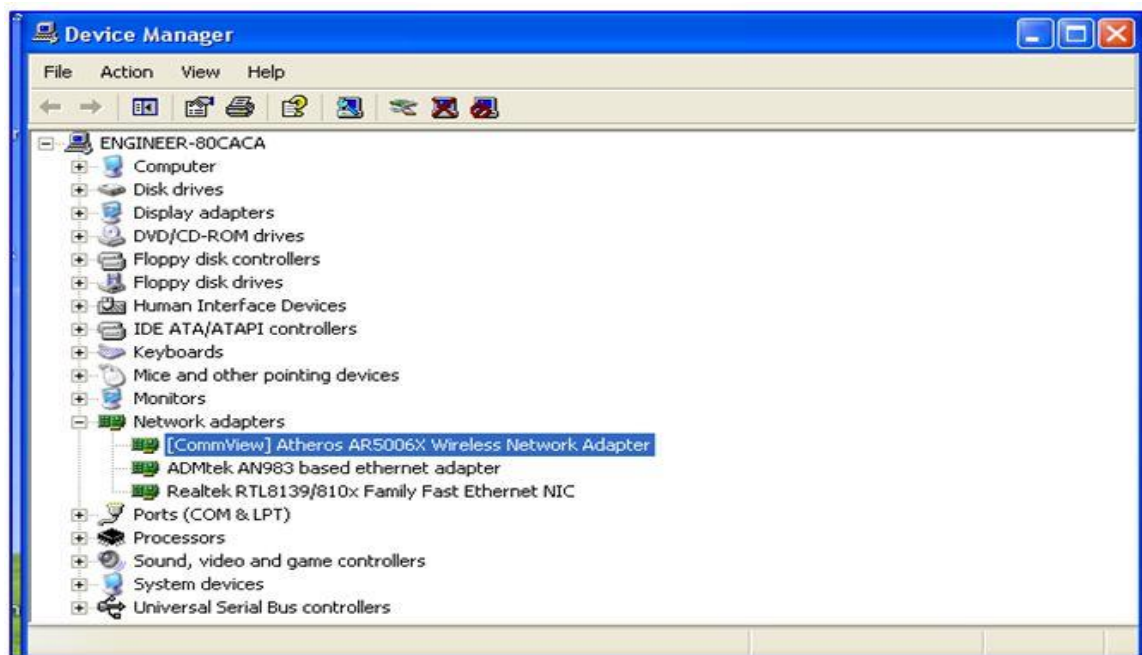 Device Manager
File Action View Help
ENGINEER-80CACA
Computer
Disk drives
Display adapters
DVD/CD-ROM drives
Floppy disk controllers
Floppy disk drives
Human Interface Devices
IDE ATA/ATAPI controllers
Keyboards
Mice and other pointing devices
Monitors
Network adapters
[CommView] Atheros AR5006X Wireless Network Adapter
ADMtek AN983 based ethernet adapter
Realtek RTL8139/810x Family Fast Ethernet NIC
Ports (COM & LPT)
Processors
Sound, video and game controllers
System devices
Universal Serial Bus controllers